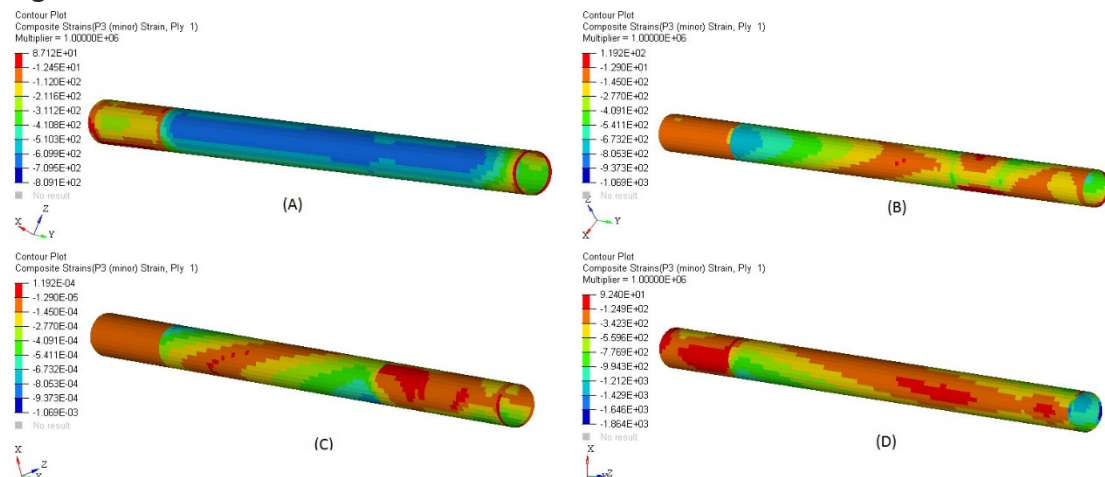 Contour Plot
Composite Strains(P3 (minor) Strain, Ply 1)
Multiplier = 1.00000E+06
8.712E+01
-1.245E+01
-1.120E+02
-2.116E+02
-3.112E+02
-4.108E+02
-5.103E+02
-6.099E+02
-7.095E+02
-8.091E+02
No result
X Z Y
(A)
Contour Plot
Composite Strains(P3 (minor) Strain, Ply 1)
Multiplier = 1.00000E+06
1.192E+02
-1.290E+01
-1.450E+02
-2.770E+02
-4.091E+02
-5.411E+02
-6.732E+02
-8.053E+02
-9.373E+02
-1.069E+03
No result
Z Y X
(B)
Contour Plot
Composite Strains(P3 (minor) Strain, Ply 1)
1.192E-04
-1.290E-05
-1.450E-04
-2.770E-04
-4.091E-04
-5.411E-04
-6.732E-04
-8.053E-04
-9.373E-04
-1.069E-03
No result
X Z Y
(C)
Contour Plot
Composite Strains(P3 (minor) Strain, Ply 1)
Multiplier = 1.00000E+06
9.240E+01
-1.249E+02
-3.423E+02
-5.596E+02
-7.769E+02
-9.943E+02
-1.212E+03
-1.429E+03
-1.646E+03
-1.864E+03
No result
X Z
(D)